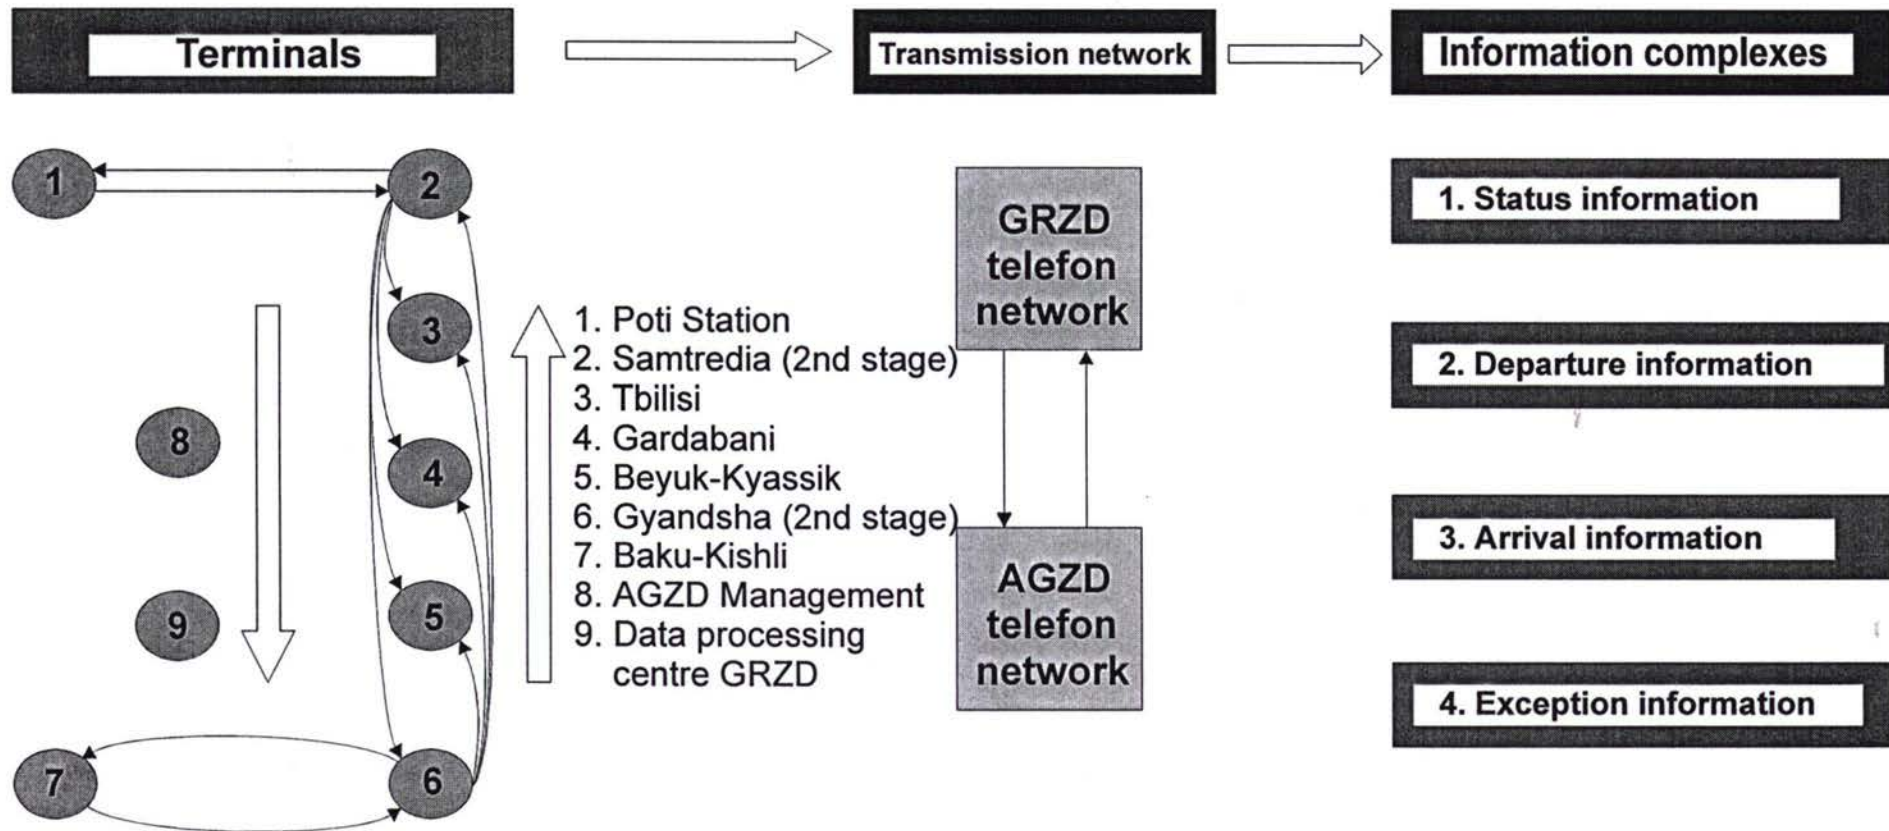 Terminals
Transmission network
Information complexes
1
2
3
4
5
6
7
8
9
1. Poti Station
2. Samtredia (2nd stage)
3. Tbilisi
4. Gardabani
5. Beyuk-Kyassik
6. Gyandsha (2nd stage)
7. Baku-Kishli
8. AGZD Management
9. Data processing
centre GRZD
GRZD
telefon
network
AGZD
telefon
network
1. Status information
2. Departure information
3. Arrival information
4. Exception information